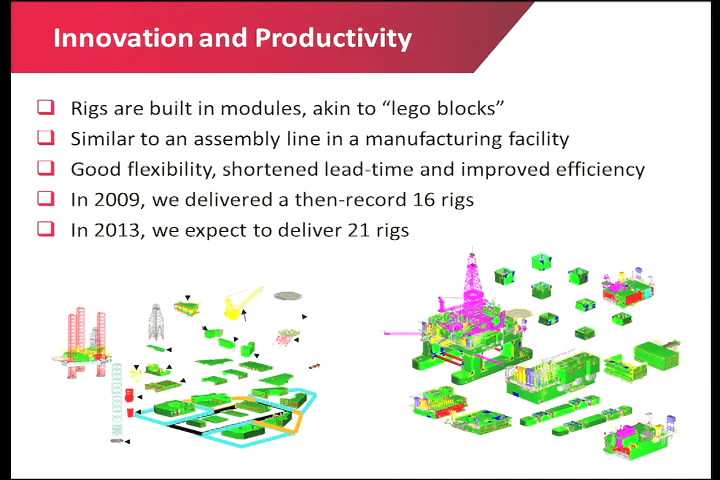 Innovation and Productivity
Rigs are built in modules, akin to “lego blocks”
Similar to an assembly line in a manufacturing facility
Good flexibility, shortened lead-time and improved efficiency
In 2009, we delivered a then-record 16 rigs
In 2013, we expect to deliver 21 rigs